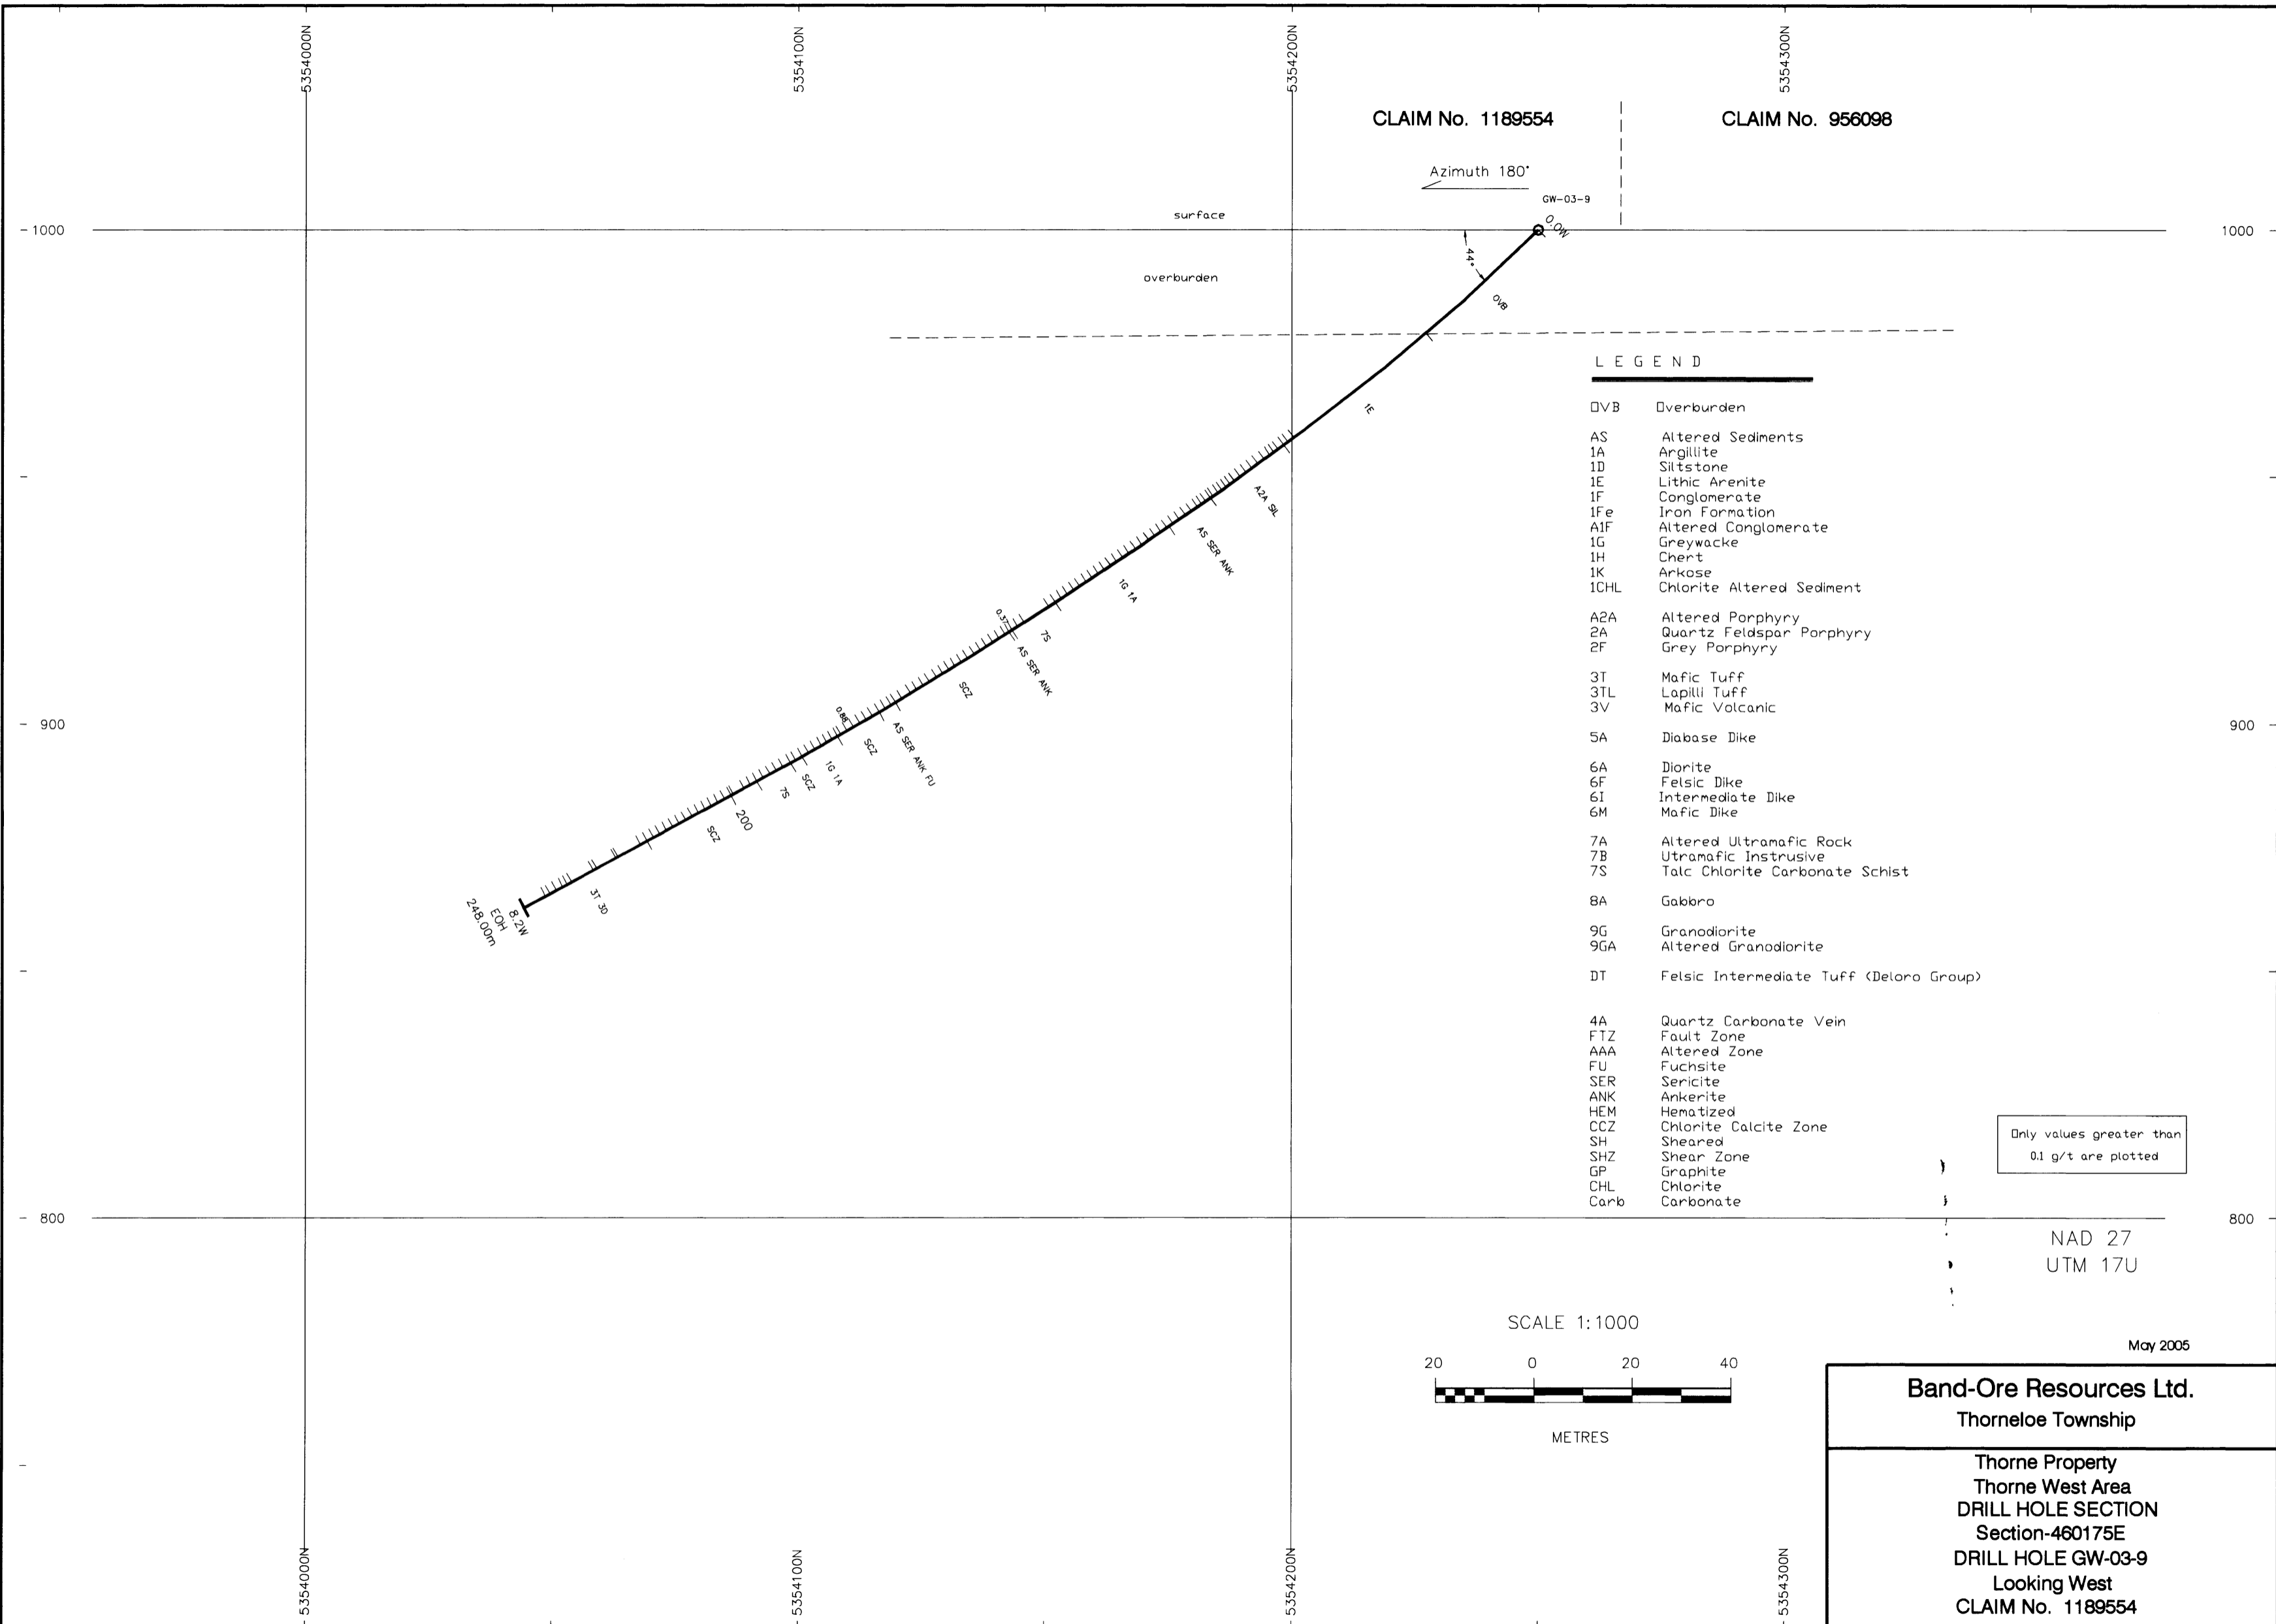 5354000N
5354100N
5354200N
5354300N
CLAIM No. 1189554
CLAIM No. 956098
Azimuth 180°
GW-03-9
0.0W
surface
1000
1000
44°
overburden
OVB
1E
A2A SIL
AS SER ANK
1G 1A
7S
0.37
AS SER ANK
SCZ
AS SER ANK FU
0.88
SCZ
1G 1A
SCZ
7S
200
SCZ
3T 3D
8.2W
EOH
248.00m
900
900
800
800
LEGEND
OVB Overburden
AS Altered Sediments
1A Argillite
1D Siltstone
1E Lithic Arenite
1F Conglomerate
1Fe Iron Formation
A1F Altered Conglomerate
1G Greywacke
1H Chert
1K Arkose
1CHL Chlorite Altered Sediment
A2A Altered Porphyry
2A Quartz Feldspar Porphyry
2F Grey Porphyry
3T Mafic Tuff
3TL Lapilli Tuff
3V Mafic Volcanic
5A Diabase Dike
6A Diorite
6F Felsic Dike
6I Intermediate Dike
6M Mafic Dike
7A Altered Ultramafic Rock
7B Utramafic Instrusive
7S Talc Chlorite Carbonate Schist
8A Gabbro
9G Granodiorite
9GA Altered Granodiorite
DT Felsic Intermediate Tuff (Deloro Group)
4A Quartz Carbonate Vein
FTZ Fault Zone
AAA Altered Zone
FU Fuchsite
SER Sericite
ANK Ankerite
HEM Hematized
CCZ Chlorite Calcite Zone
SH Sheared
SHZ Shear Zone
GP Graphite
CHL Chlorite
Carb Carbonate
Only values greater than
0.1 g/t are plotted
NAD 27
UTM 17U
SCALE 1:1000
20 0 20 40
METRES
May 2005
Band-Ore Resources Ltd.
Thorneloe Township
Thorne Property
Thorne West Area
DRILL HOLE SECTION
Section-460175E
DRILL HOLE GW-03-9
Looking West
CLAIM No. 1189554
5354000N
5354100N
5354200N
5354300N